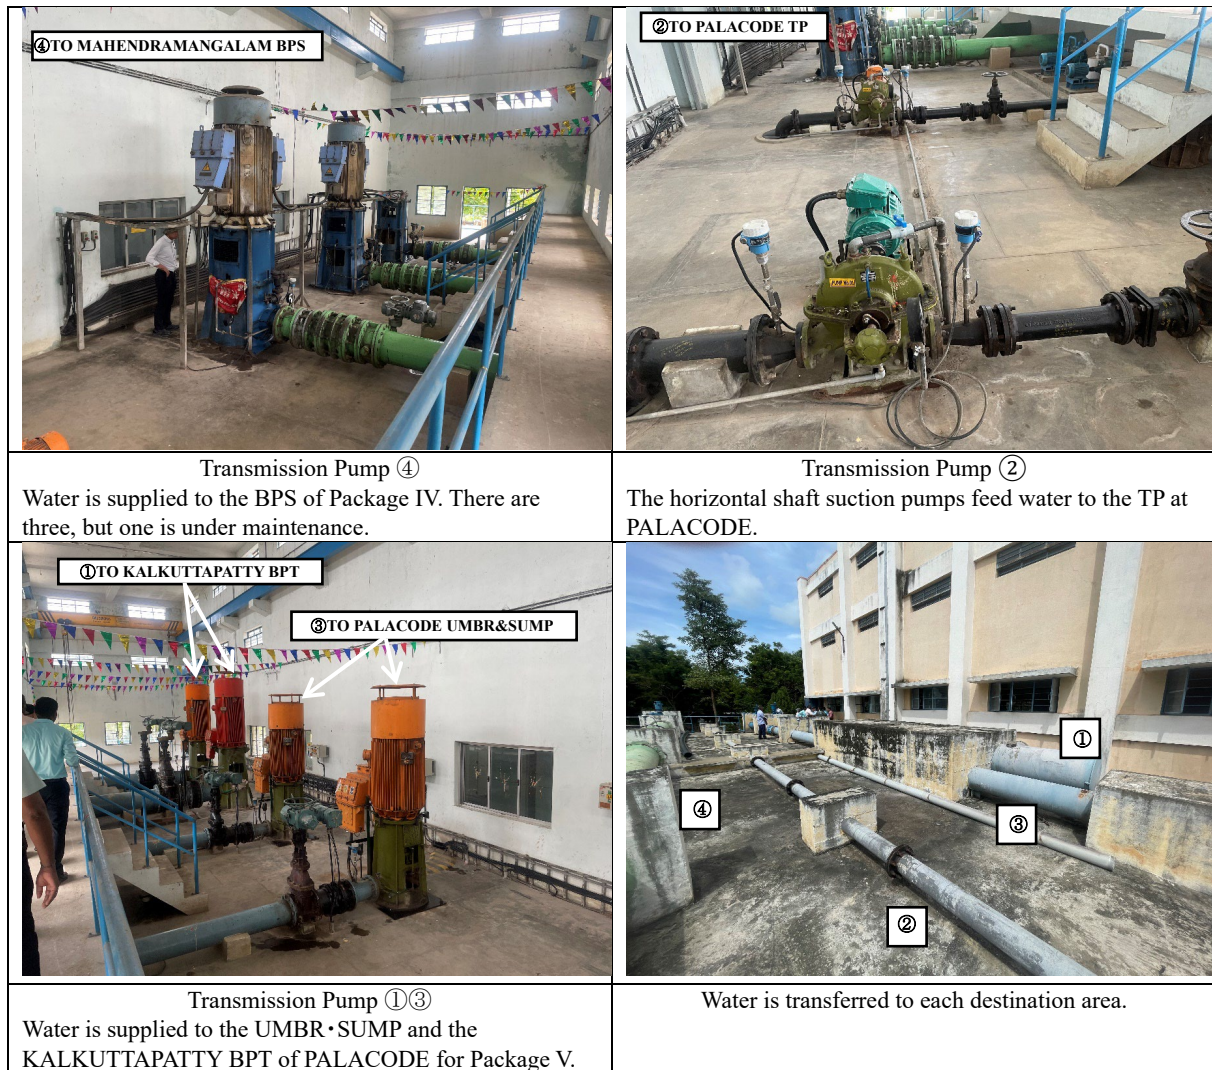 ④TO MAHENDRAMANGALAM BPS
②TO PALACODE TP
Transmission Pump ④
Water is supplied to the BPS of Package IV. There are
three, but one is under maintenance.
Transmission Pump ②
The horizontal shaft suction pumps feed water to the TP at
PALACODE.
①TO KALKUTTAPATTY BPT
③TO PALACODE UMBR&SUMP
①
③
④
②
Transmission Pump ①③
Water is supplied to the UMBR・SUMP and the
KALKUTTAPATTY BPT of PALACODE for Package V.
Water is transferred to each destination area.